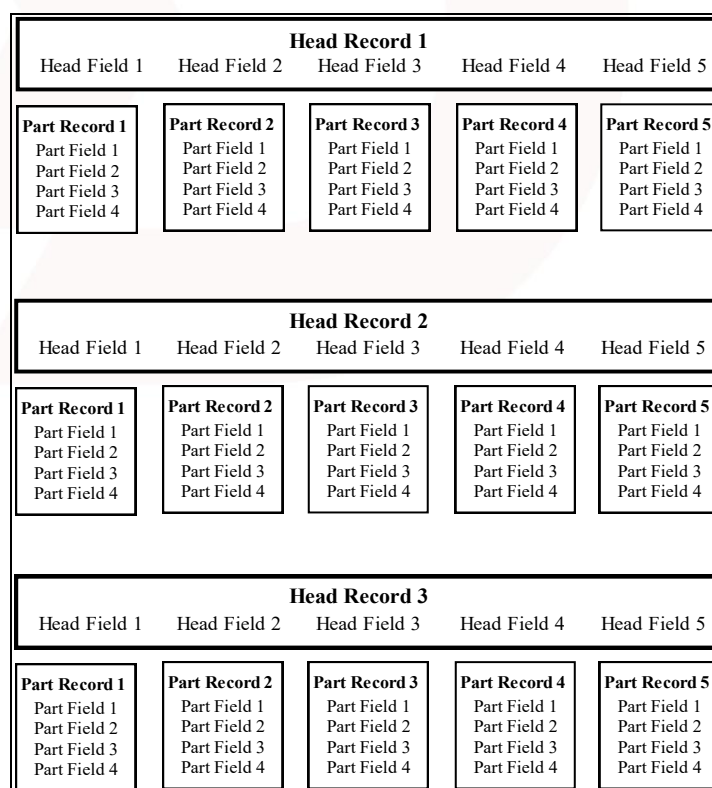 Head Record 1
Head Field 1 Head Field 2 Head Field 3 Head Field 4 Head Field 5
Part Record 1 Part Record 2 Part Record 3 Part Record 4 Part Record 5
Part Field 1 Part Field 1 Part Field 1 Part Field 1 Part Field 1
Part Field 2 Part Field 2 Part Field 2 Part Field 2 Part Field 2
Part Field 3 Part Field 3 Part Field 3 Part Field 3 Part Field 3
Part Field 4 Part Field 4 Part Field 4 Part Field 4 Part Field 4
Head Record 2
Head Field 1 Head Field 2 Head Field 3 Head Field 4 Head Field 5
Part Record 1 Part Record 2 Part Record 3 Part Record 4 Part Record 5
Part Field 1 Part Field 1 Part Field 1 Part Field 1 Part Field 1
Part Field 2 Part Field 2 Part Field 2 Part Field 2 Part Field 2
Part Field 3 Part Field 3 Part Field 3 Part Field 3 Part Field 3
Part Field 4 Part Field 4 Part Field 4 Part Field 4 Part Field 4
Head Record 3
Head Field 1 Head Field 2 Head Field 3 Head Field 4 Head Field 5
Part Record 1 Part Record 2 Part Record 3 Part Record 4 Part Record 5
Part Field 1 Part Field 1 Part Field 1 Part Field 1 Part Field 1
Part Field 2 Part Field 2 Part Field 2 Part Field 2 Part Field 2
Part Field 3 Part Field 3 Part Field 3 Part Field 3 Part Field 3
Part Field 4 Part Field 4 Part Field 4 Part Field 4 Part Field 4